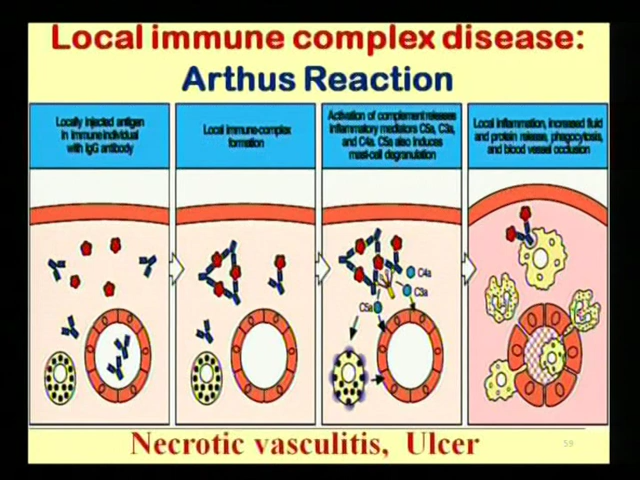 Local immune complex disease:
Arthus Reaction
Locally injected antigen
in immune individual
with IgG antibody
Local immune-complex
formation
Activation of complement releases
inflammatory mediators C5a, C3a,
and C4a. C5a also induces
mast-cell degranulation
Local inflammation, increased fluid
and protein release, phagocytosis,
and blood vessel occlusion
C4a
C3a
C5a
Necrotic vasculitis, Ulcer
59